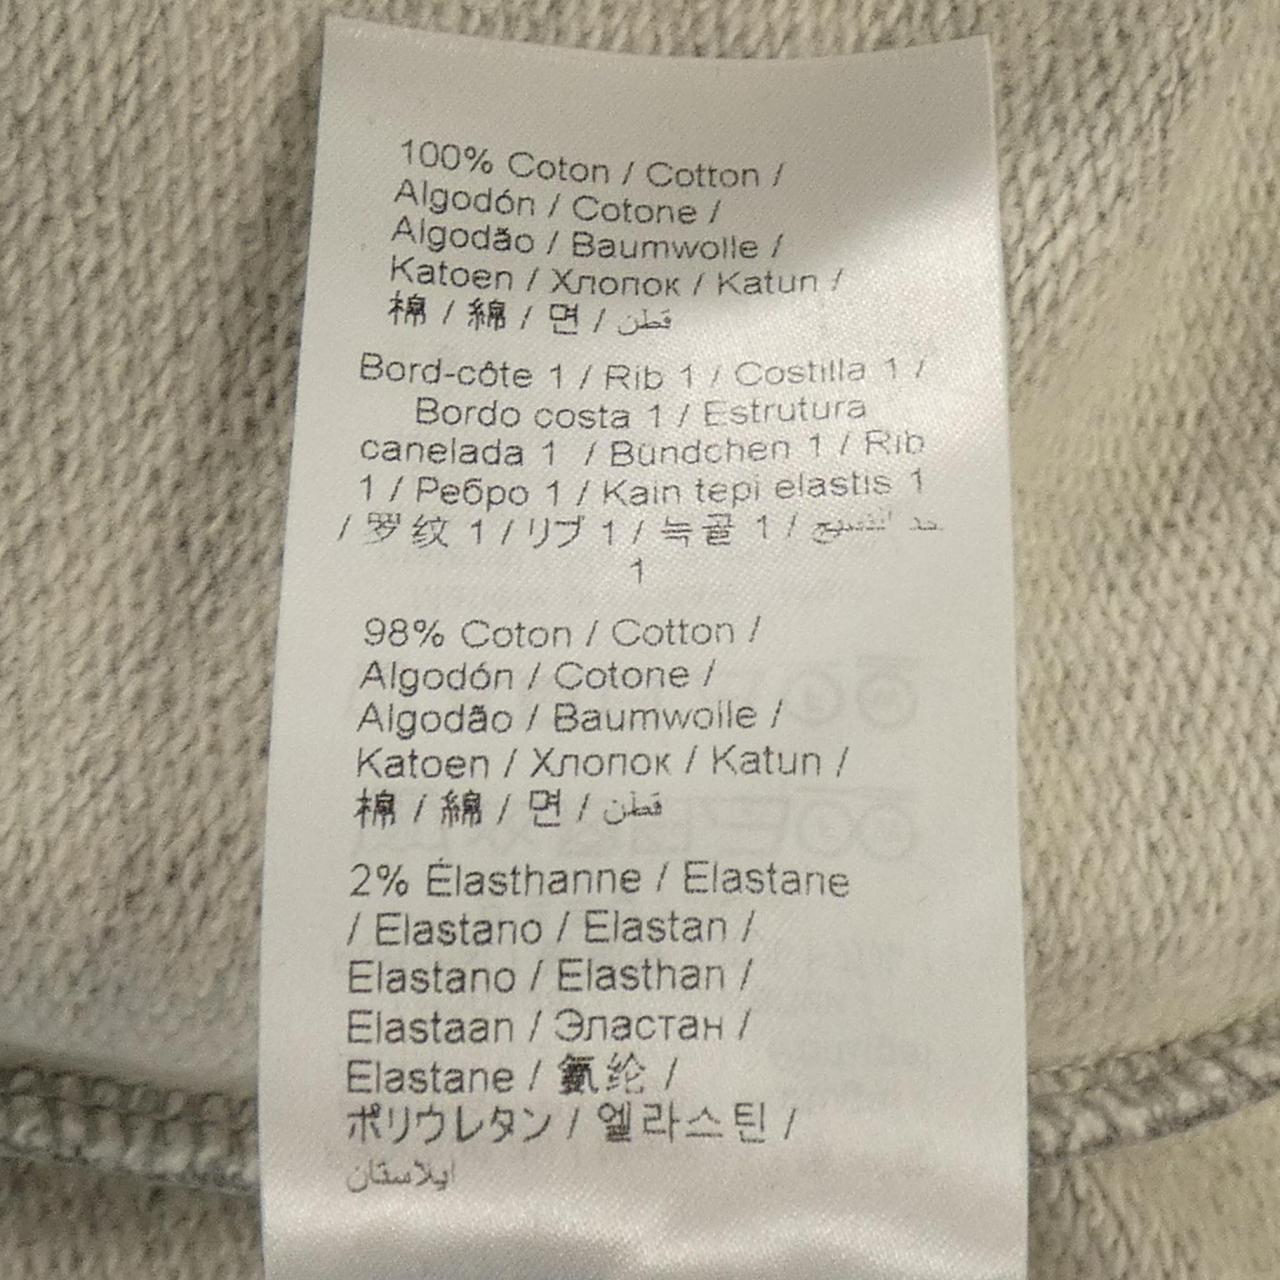 100% Coton / Cotton /
Algodón / Cotone /
Algodão / Baumwolle /
Katoen / Хлопок / Katun /
棉 / 綿 / 면 / قطن
Bord-côte 1 / Rib 1 / Costilla 1 /
Bordo costa 1 / Estrutura
canelada 1 / Bündchen 1 / Rib
1 / Ребро 1 / Kain tepi elastis 1
/ 罗纹 1 / リブ 1 / 늑골 1 /
1
98% Coton / Cotton /
Algodón / Cotone /
Algodão / Baumwolle /
Katoen / Хлопок / Katun /
棉 / 綿 / 면 / قطن
2% Élasthanne / Elastane
/ Elastano / Elastan /
Elastano / Elasthan /
Elastaan / Эластан /
Elastane / 氨纶 /
ポリウレタン / 엘라스틴 /
ايلاستان